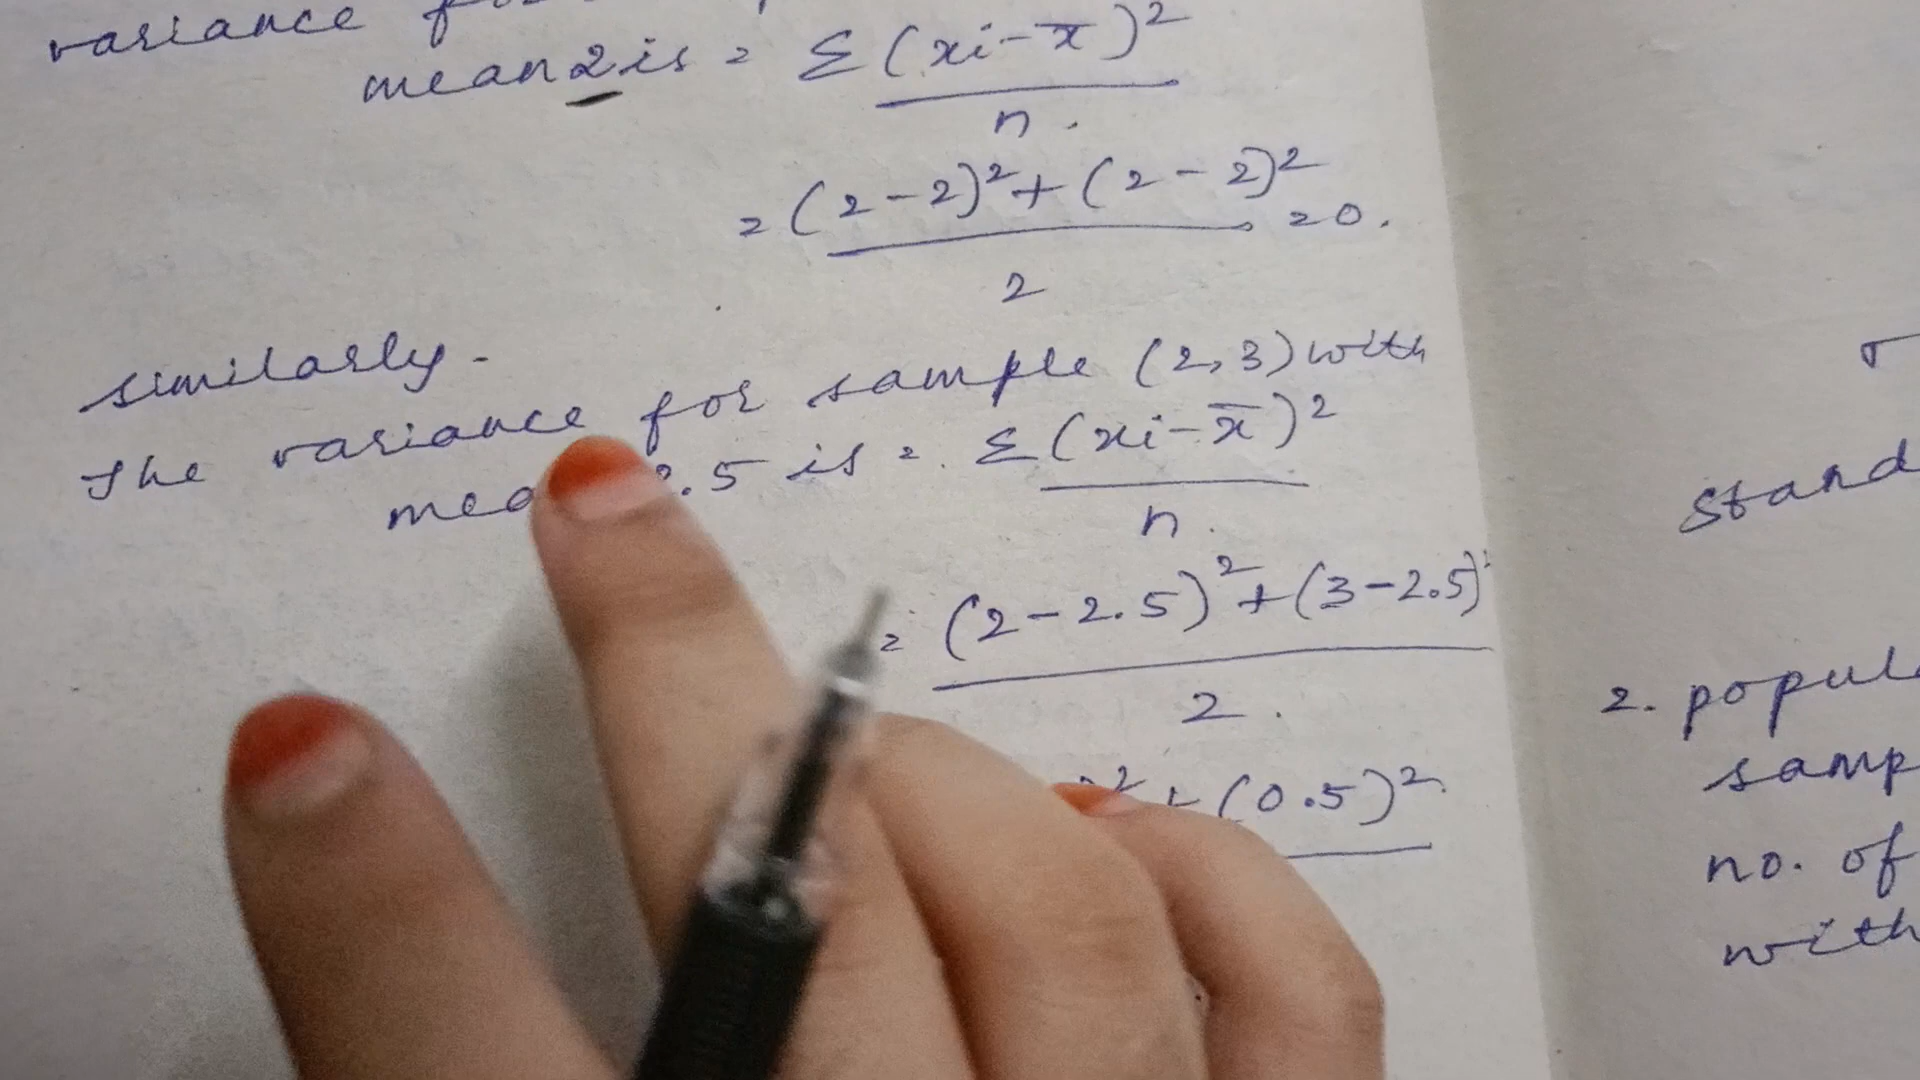 variance
mean 2 is = Σ(xi-x̄)²
n.
= (2-2)²+(2-2)² = 0.
2
similarly-
The variance for sample (2,3) with
.5 is = Σ(xi-x̄)²
n.
= (2-2.5)²+(3-2.5)²
2.
² + (0.5)²
stand
2. popul
samp
no. of
with